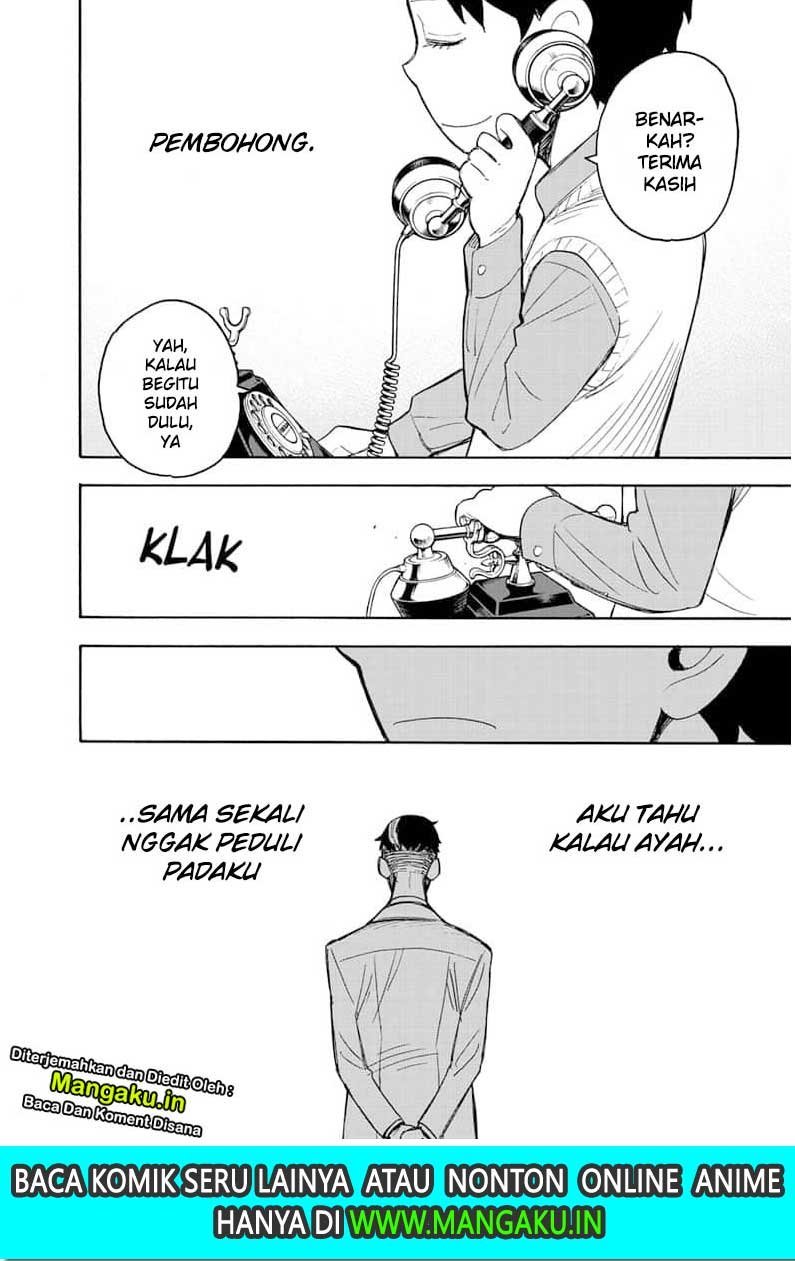 BENAR-
KAH?
TERIMA
KASIH
PEMBOHONG.
YAH,
KALAU
BEGITU
SUDAH
DULU,
YA
KLAK
AKU TAHU
KALAU AYAH...
..SAMA SEKALI
NGGAK PEDULI
PADAKU
Diterjemahkan dan Diedit Oleh :
Mangaku.in
Baca Dan Koment Disana
BACA KOMIK SERU LAINYA ATAU NONTON ONLINE ANIME
HANYA DI WWW.MANGAKU.IN